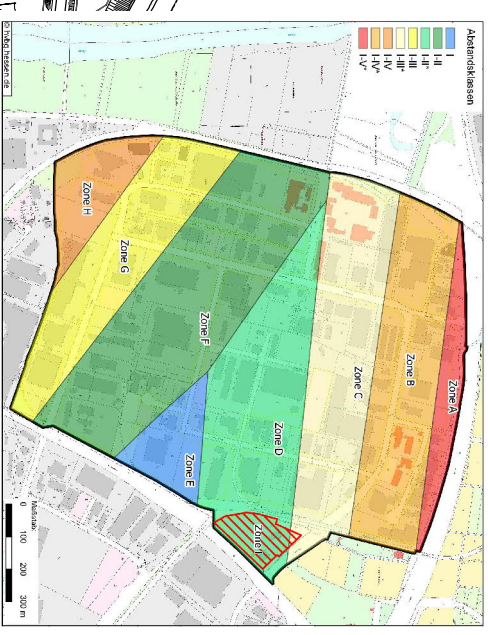 Abstandsklassen
I
I-II
I-II*
I-III
I-III*
I-IV
I-IV*
I-V*
Zone A
Zone B
Zone C
Zone D
Zone E
Zone F
Zone G
Zone H
Zone I
Maßstab
0 100 200 300 m
© hvbg.hessen.de